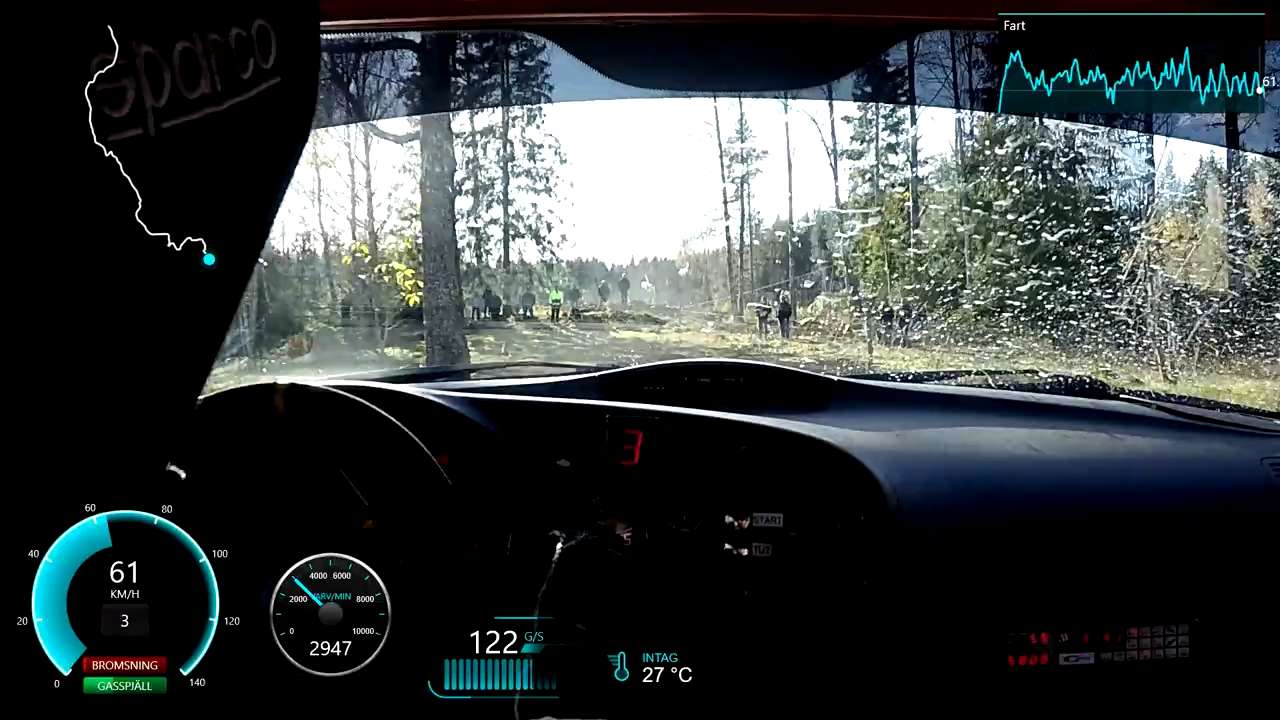 sparco
Fart
61
3
START
60
80
40
100
61
KM/H
3
20
120
BROMSNING
0
140
GASSPJÄLL
4000 6000
VARV/MIN
2000
8000
0
10000
2947
122 G/S
INTAG
27 °C